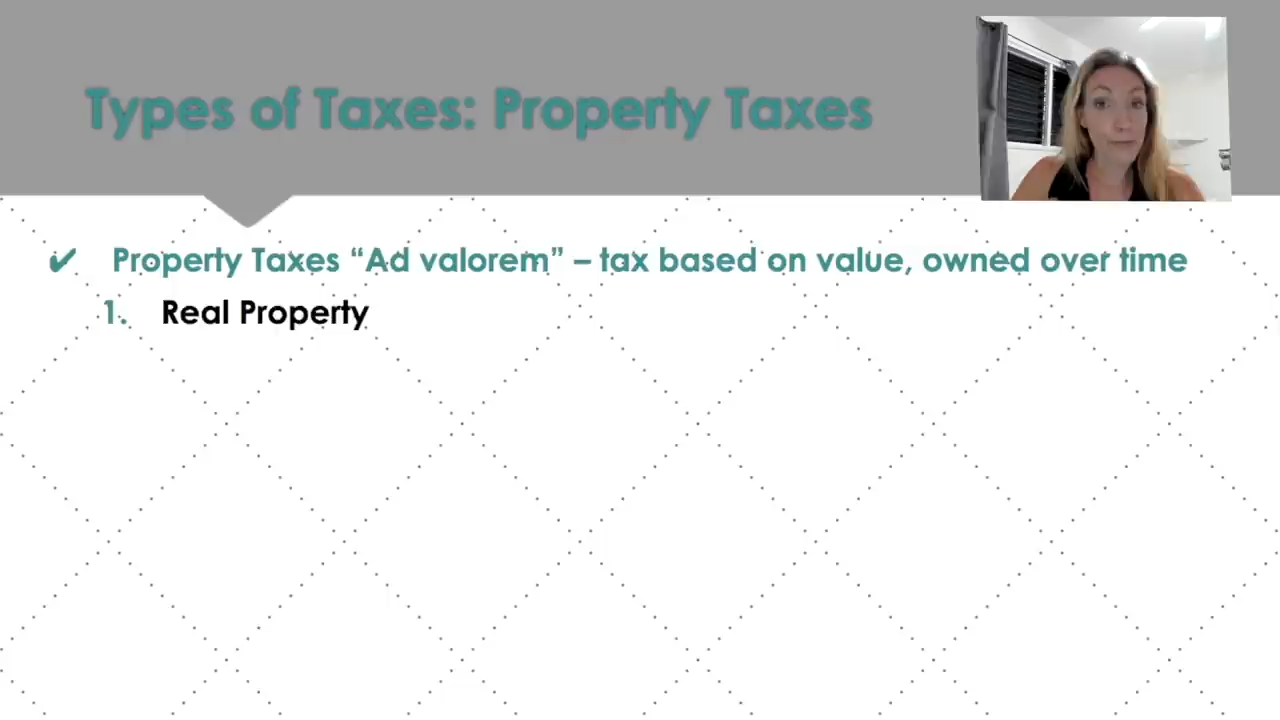 Types of Taxes: Property Taxes
✔ Property Taxes “Ad valorem” – tax based on value, owned over time
1. Real Property